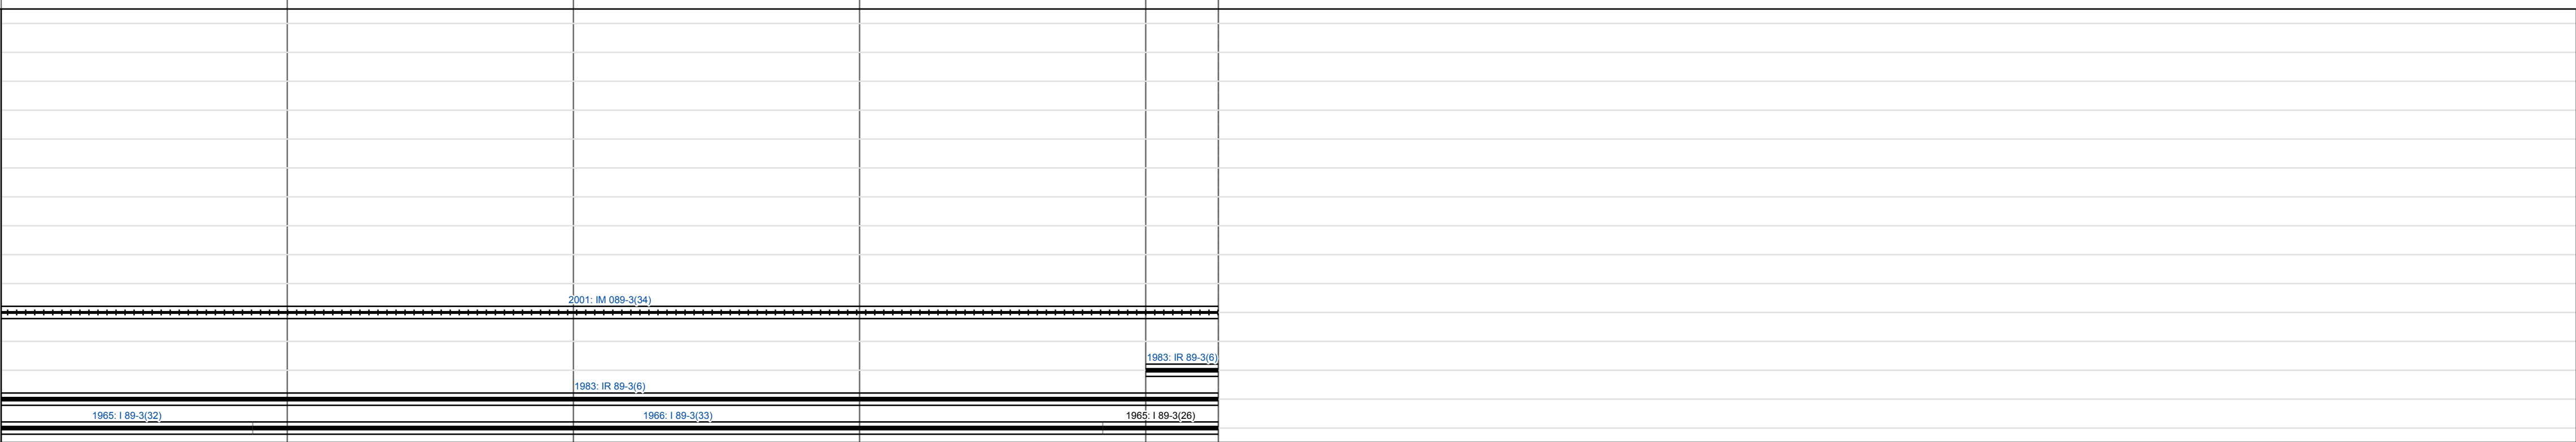 2001: IM 089-3(34)
1983: IR 89-3(6)
1983: IR 89-3(6)
1965: I 89-3(32) 1966: I 89-3(33) 1965: I 89-3(26)